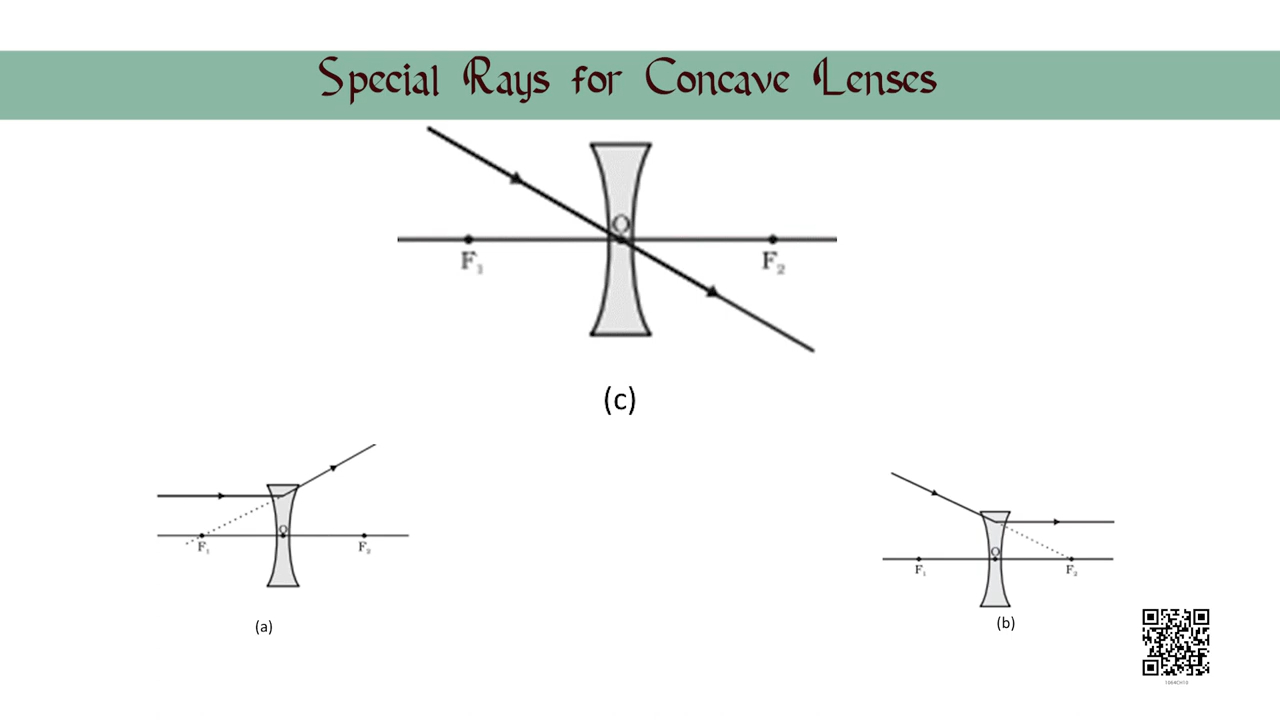 Special Rays for Concave Lenses
O
F₁ F₂
(c)
O
F₁ F₂
(a)
O
F₁ F₂
(b)